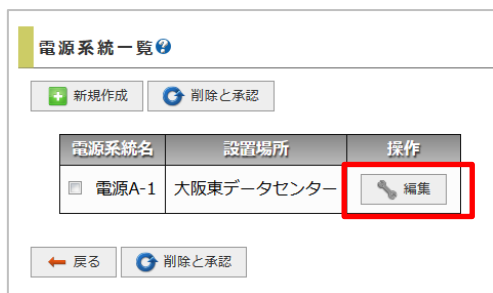 電源系統一覧?
新規作成 削除と承認
電源系統名 設置場所 操作
電源A-1 大阪東データセンター 編集
戻る 削除と承認